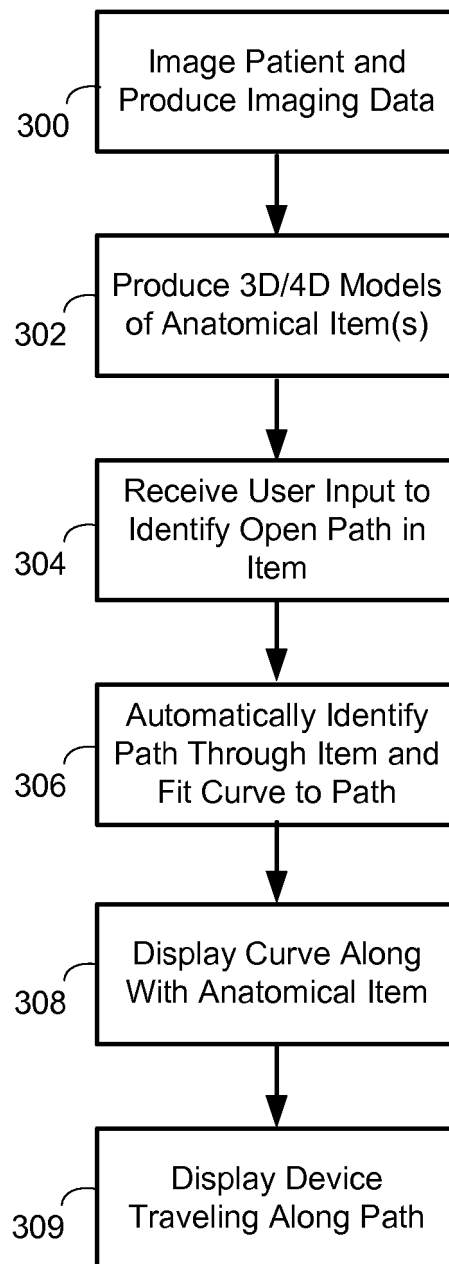 Image Patient and
Produce Imaging Data
300
Produce 3D/4D Models
of Anatomical Item(s)
302
Receive User Input to
Identify Open Path in
Item
304
Automatically Identify
Path Through Item and
Fit Curve to Path
306
Display Curve Along
With Anatomical Item
308
Display Device
Traveling Along Path
309